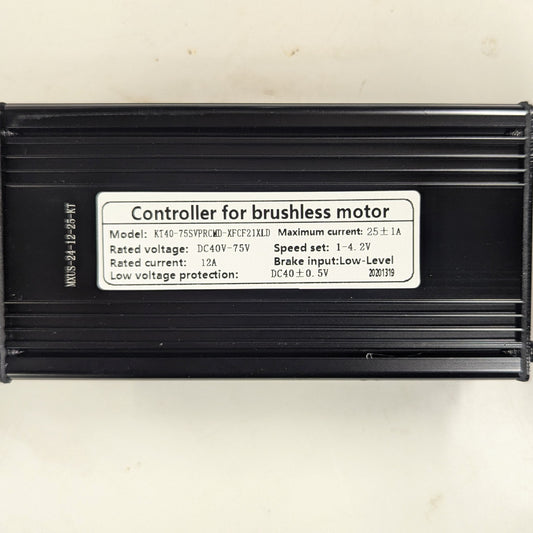 Controller for brushless motor
Model: KT40-75SVPRCMD-XFCF21XLD Maximum current: 25±1A
Rated voltage: DC40V-75V Speed set: 1-4.2V
Rated current: 12A Brake input:Low-Level
Low voltage protection: DC40±0.5V 20201319
MXUS-24-12-25-KT